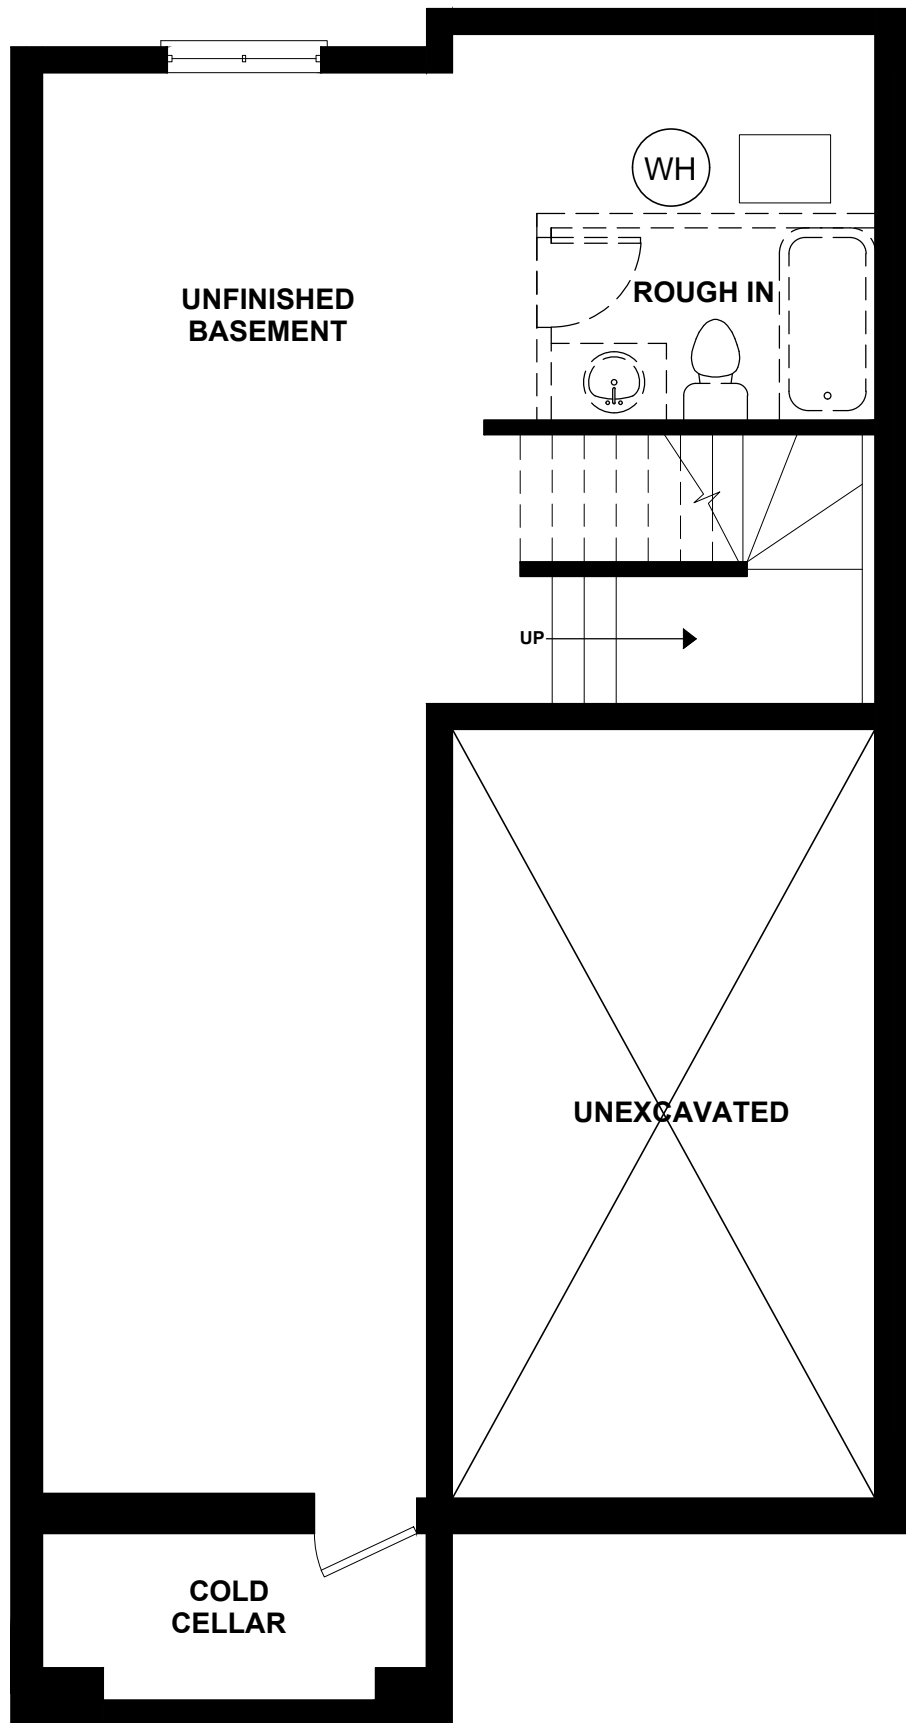 WH
UNFINISHED
BASEMENT
ROUGH IN
UP
UNEXCAVATED
COLD
CELLAR